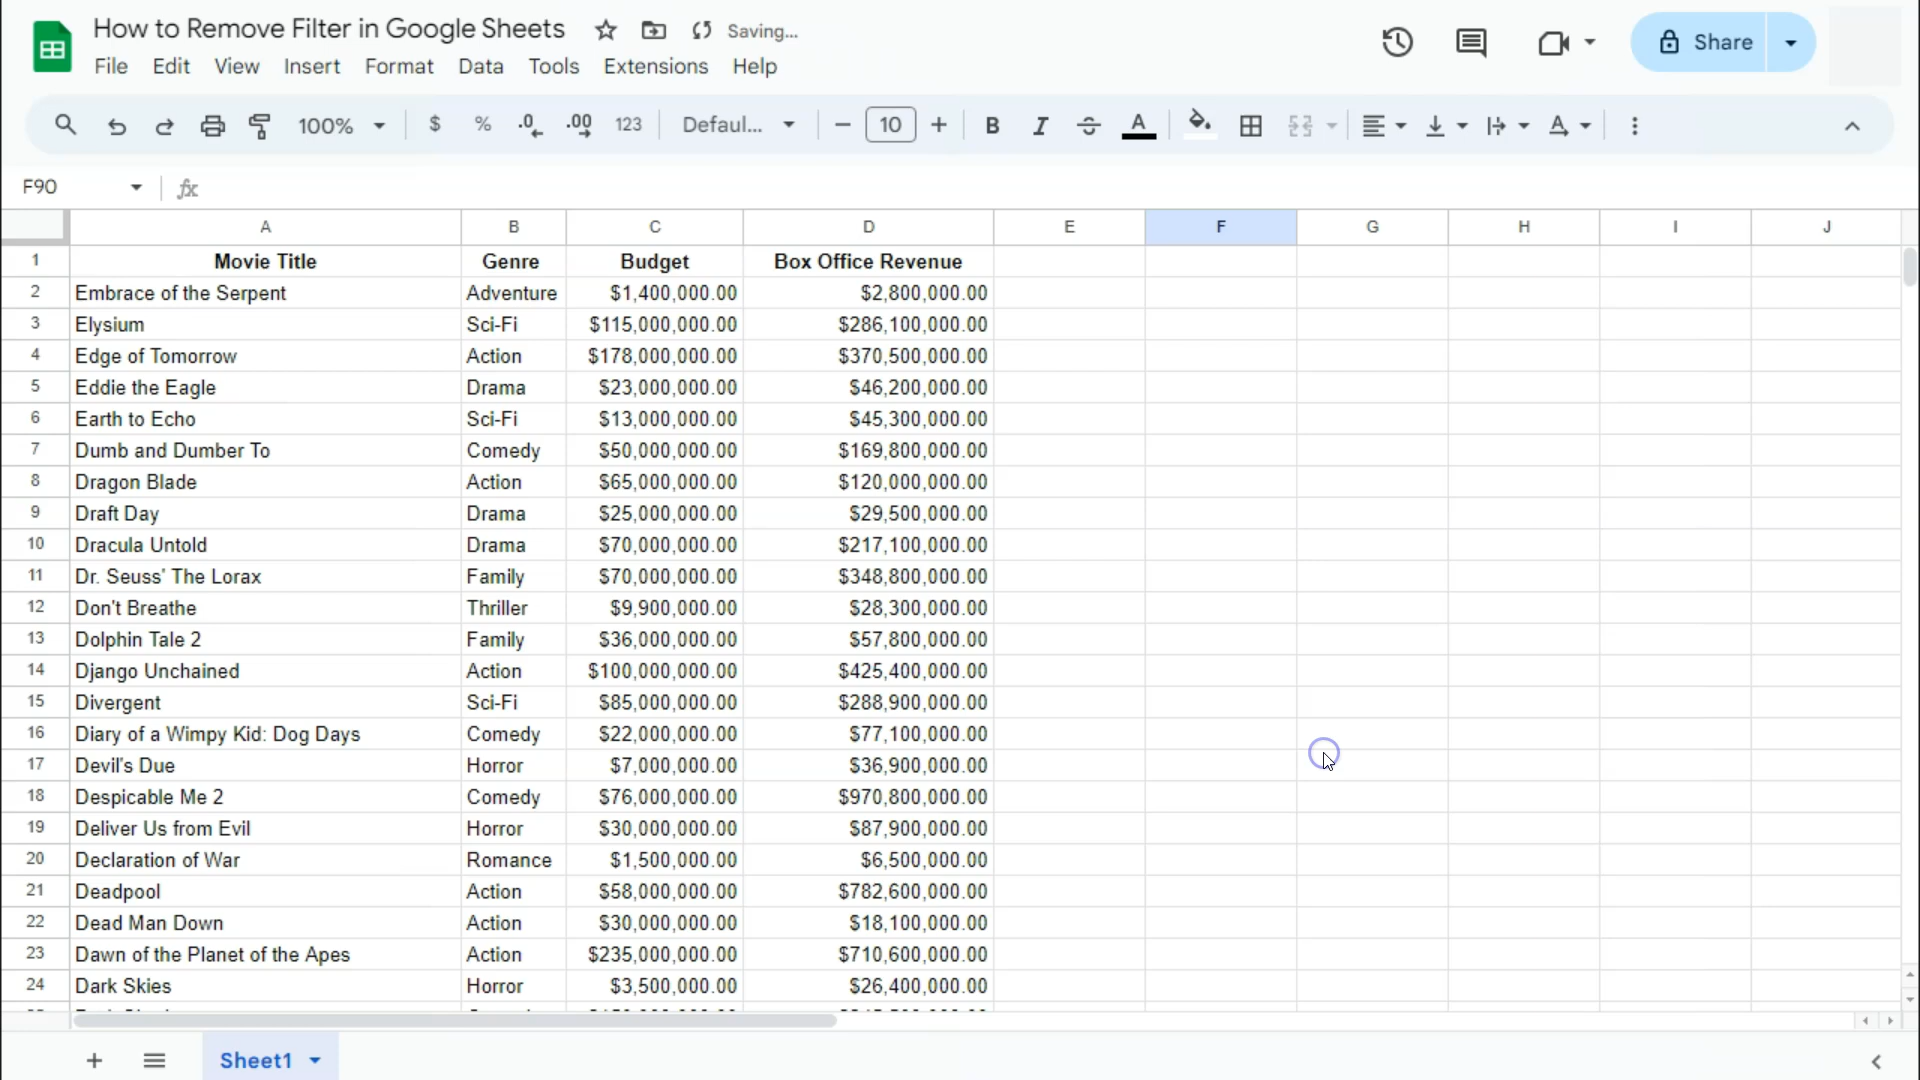 How to Remove Filter in Google Sheets Saving...
File Edit View Insert Format Data Tools Extensions Help
Share
100% $ % .0 .00 123 Defaul... 10 B I A A
F90 fx
A B C D E F G H I J
1 Movie Title Genre Budget Box Office Revenue
2 Embrace of the Serpent Adventure $1,400,000.00 $2,800,000.00
3 Elysium Sci-Fi $115,000,000.00 $286,100,000.00
4 Edge of Tomorrow Action $178,000,000.00 $370,500,000.00
5 Eddie the Eagle Drama $23,000,000.00 $46,200,000.00
6 Earth to Echo Sci-Fi $13,000,000.00 $45,300,000.00
7 Dumb and Dumber To Comedy $50,000,000.00 $169,800,000.00
8 Dragon Blade Action $65,000,000.00 $120,000,000.00
9 Draft Day Drama $25,000,000.00 $29,500,000.00
10 Dracula Untold Drama $70,000,000.00 $217,100,000.00
11 Dr. Seuss' The Lorax Family $70,000,000.00 $348,800,000.00
12 Don't Breathe Thriller $9,900,000.00 $28,300,000.00
13 Dolphin Tale 2 Family $36,000,000.00 $57,800,000.00
14 Django Unchained Action $100,000,000.00 $425,400,000.00
15 Divergent Sci-Fi $85,000,000.00 $288,900,000.00
16 Diary of a Wimpy Kid: Dog Days Comedy $22,000,000.00 $77,100,000.00
17 Devil's Due Horror $7,000,000.00 $36,900,000.00
18 Despicable Me 2 Comedy $76,000,000.00 $970,800,000.00
19 Deliver Us from Evil Horror $30,000,000.00 $87,900,000.00
20 Declaration of War Romance $1,500,000.00 $6,500,000.00
21 Deadpool Action $58,000,000.00 $782,600,000.00
22 Dead Man Down Action $30,000,000.00 $18,100,000.00
23 Dawn of the Planet of the Apes Action $235,000,000.00 $710,600,000.00
24 Dark Skies Horror $3,500,000.00 $26,400,000.00
Sheet1